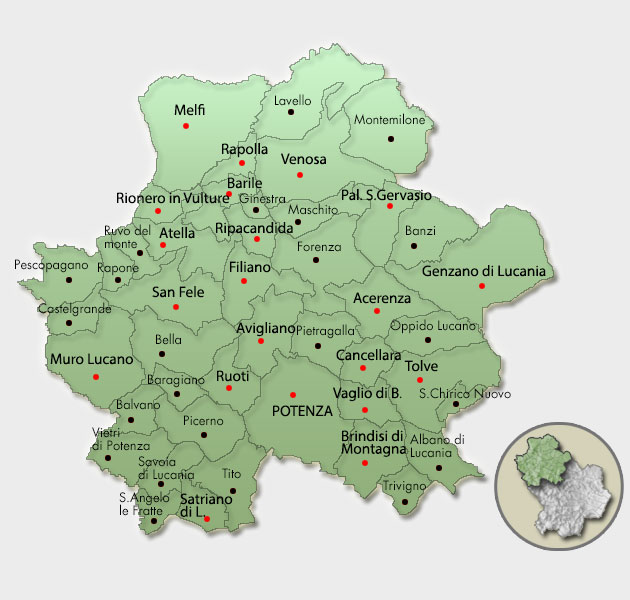 Lavello
Melfi
Montemilone
Rapolla
Venosa
Barile
Pal. S.Gervasio
Rionero in Vulture
Ginestra
Maschito
Ruvo del
monte
Atella
Ripacandida
Banzi
Forenza
Pescopagano
Rapone
Filiano
Genzano di Lucania
San Fele
Acerenza
Castelgrande
Avigliano
Pietragalla
Oppido Lucano
Bella
Muro Lucano
Cancellara
Tolve
Baragiano
Ruoti
Vaglio di B.
S.Chirico Nuovo
Balvano
POTENZA
Picerno
Vietri
di Potenza
Brindisi di
Montagna
Albano di
Lucania
Savoia
di Lucania
Tito
Trivigno
S.Angelo
le Fratte
Satriano
di L.